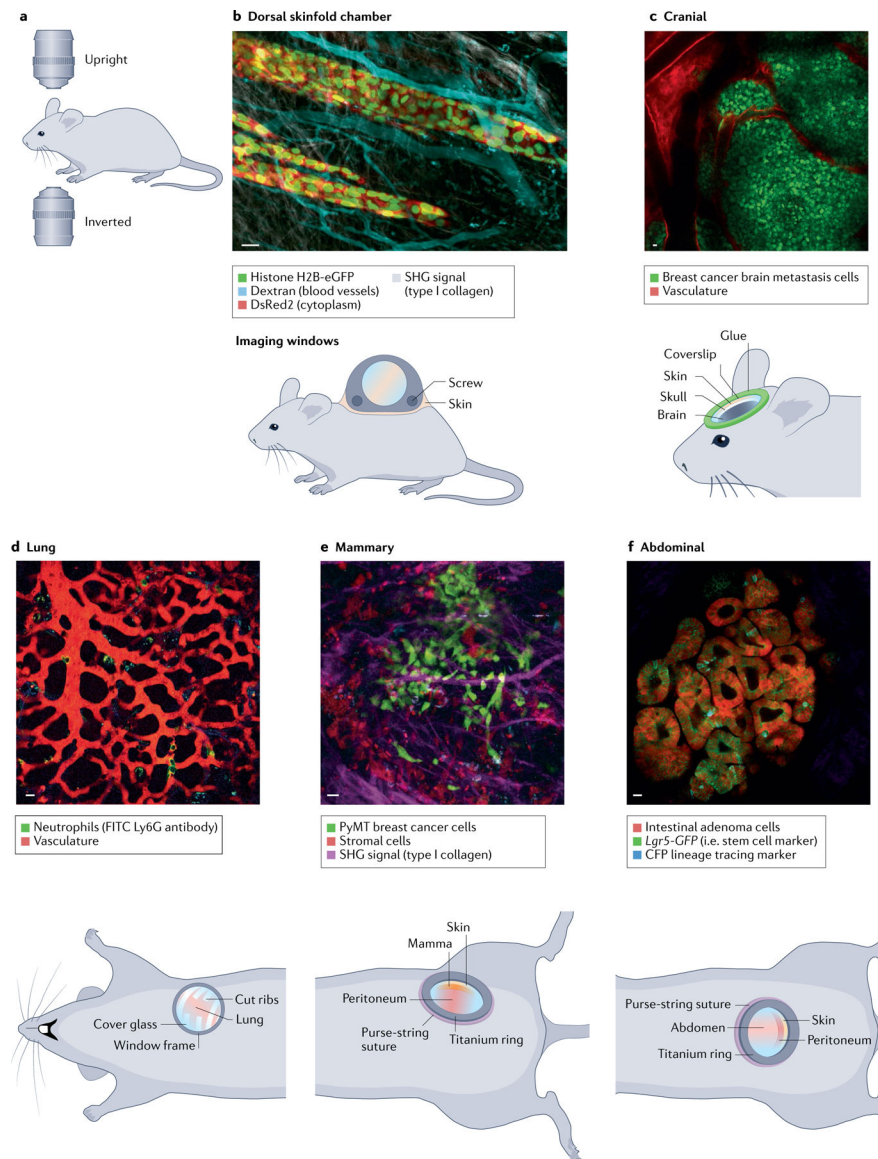 a
Upright
Inverted
b Dorsal skinfold chamber
Histone H2B-eGFP
Dextran (blood vessels)
DsRed2 (cytoplasm)
SHG signal
(type I collagen)
Imaging windows
Screw
Skin
c Cranial
Breast cancer brain metastasis cells
Vasculature
Glue
Coverslip
Skin
Skull
Brain
d Lung
Neutrophils (FITC Ly6G antibody)
Vasculature
Cut ribs
Lung
Cover glass
Window frame
e Mammary
PyMT breast cancer cells
Stromal cells
SHG signal (type I collagen)
Skin
Mamma
Peritoneum
Purse-string
suture
Titanium ring
f Abdominal
Intestinal adenoma cells
Lgr5-GFP (i.e. stem cell marker)
CFP lineage tracing marker
Purse-string suture
Skin
Abdomen
Peritoneum
Titanium ring